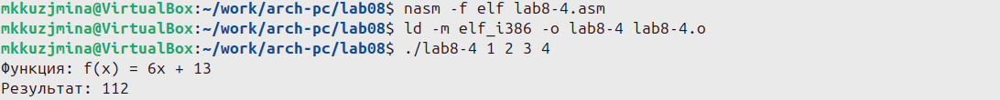 mkkuzjmina@VirtualBox:~/work/arch-pc/lab08$ nasm -f elf lab8-4.asm
mkkuzjmina@VirtualBox:~/work/arch-pc/lab08$ ld -m elf_i386 -o lab8-4 lab8-4.o
mkkuzjmina@VirtualBox:~/work/arch-pc/lab08$ ./lab8-4 1 2 3 4
Функция: f(x) = 6x + 13
Результат: 112